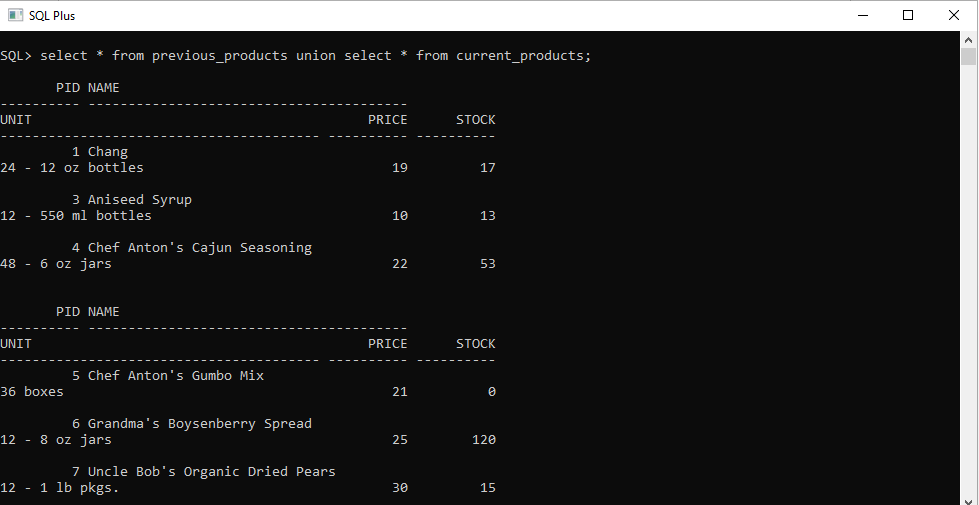 SQL Plus
SQL> select * from previous_products union select * from current_products;
PID NAME
---------- ----------------------------------------
UNIT PRICE STOCK
---------------------------------------- ---------- ----------
1 Chang
24 - 12 oz bottles 19 17
3 Aniseed Syrup
12 - 550 ml bottles 10 13
4 Chef Anton's Cajun Seasoning
48 - 6 oz jars 22 53
PID NAME
---------- ----------------------------------------
UNIT PRICE STOCK
---------------------------------------- ---------- ----------
5 Chef Anton's Gumbo Mix
36 boxes 21 0
6 Grandma's Boysenberry Spread
12 - 8 oz jars 25 120
7 Uncle Bob's Organic Dried Pears
12 - 1 lb pkgs. 30 15